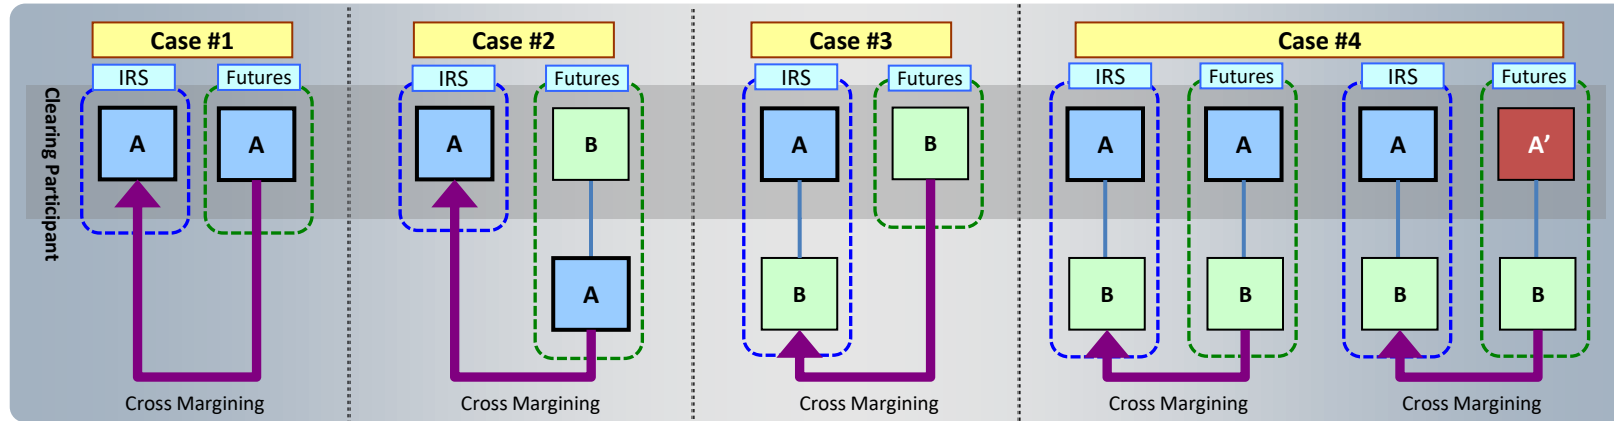 Case #1
Case #2
Case #3
Case #4
IRS
Futures
IRS
Futures
IRS
Futures
IRS
Futures
IRS
Futures
Clearing Participant
A
A
A
B
A
B
A
A
A
A’
A
B
B
B
B
B
Cross Margining
Cross Margining
Cross Margining
Cross Margining
Cross Margining